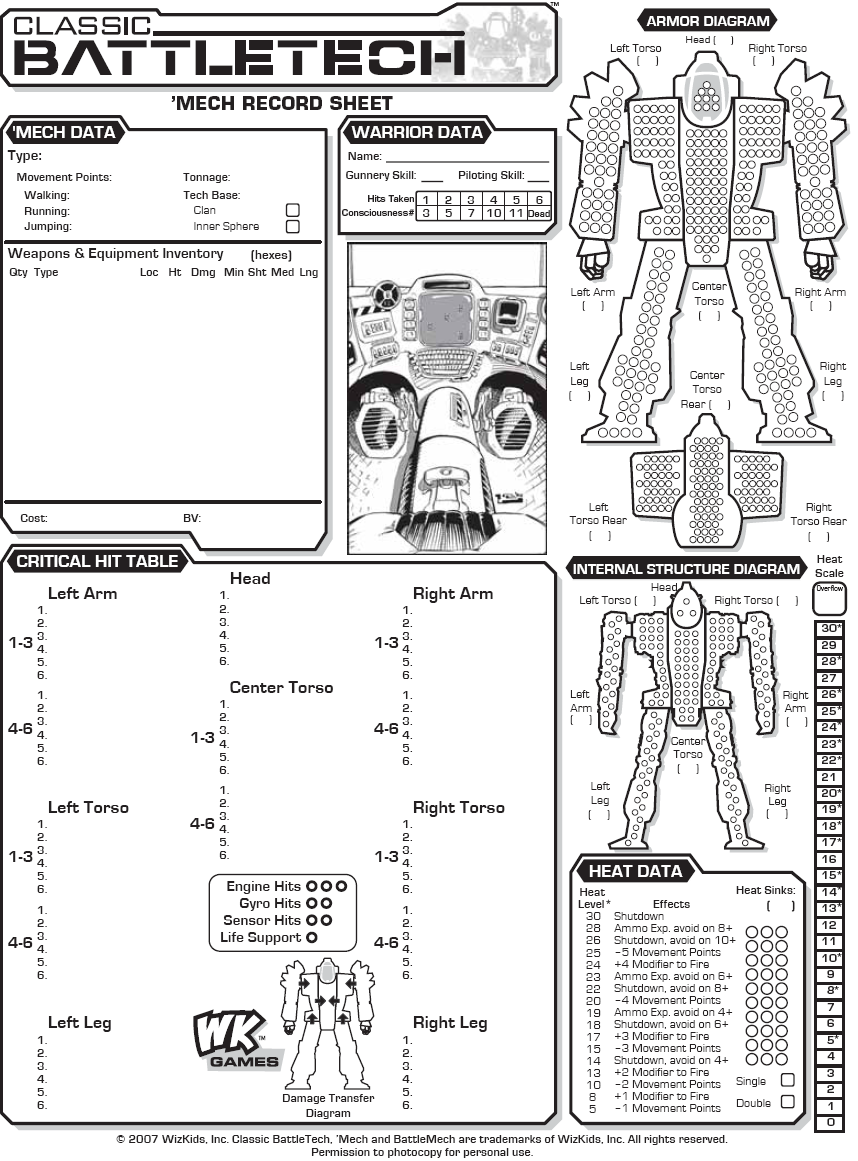 CLASSIC
BATTLETECH™
'MECH RECORD SHEET
'MECH DATA
Type:
Movement Points:
Tonnage:
Walking:
Tech Base:
Running:
Clan
Jumping:
Inner Sphere
Weapons & Equipment Inventory (hexes)
Qty Type Loc Ht Dmg Min Sht Med Lng
Cost:
BV:
WARRIOR DATA
Name:
Gunnery Skill: Piloting Skill:
Hits Taken 1 2 3 4 5 6
Consciousness# 3 5 7 10 11 Dead
ARMOR DIAGRAM
Head ( )
Left Torso
( )
Right Torso
( )
Left Arm
( )
Center
Torso
( )
Right Arm
( )
Left
Leg
( )
Center
Torso
Rear ( )
Right
Leg
( )
Left
Torso Rear
( )
Right
Torso Rear
( )
CRITICAL HIT TABLE
Left Arm
1-3
1.
2.
3.
4.
5.
6.
4-6
1.
2.
3.
4.
5.
6.
Left Torso
1-3
1.
2.
3.
4.
5.
6.
4-6
1.
2.
3.
4.
5.
6.
Left Leg
1.
2.
3.
4.
5.
6.
Head
1.
2.
3.
4.
5.
6.
Center Torso
1-3
1.
2.
3.
4.
5.
6.
4-6
1.
2.
3.
4.
5.
6.
Engine Hits
Gyro Hits
Sensor Hits
Life Support
WK™
GAMES
Damage Transfer
Diagram
Right Arm
1-3
1.
2.
3.
4.
5.
6.
4-6
1.
2.
3.
4.
5.
6.
Right Torso
1-3
1.
2.
3.
4.
5.
6.
4-6
1.
2.
3.
4.
5.
6.
Right Leg
1.
2.
3.
4.
5.
6.
INTERNAL STRUCTURE DIAGRAM
Head
Left Torso ( )
Right Torso ( )
Left
Arm
( )
Right
Arm
( )
Center
Torso
( )
Left
Leg
( )
Right
Leg
( )
HEAT DATA
Heat
Level* Effects
30 Shutdown
28 Ammo Exp. avoid on 8+
26 Shutdown, avoid on 10+
25 –5 Movement Points
24 +4 Modifier to Fire
23 Ammo Exp. avoid on 6+
22 Shutdown, avoid on 8+
20 –4 Movement Points
19 Ammo Exp. avoid on 4+
18 Shutdown, avoid on 6+
17 +3 Modifier to Fire
15 –3 Movement Points
14 Shutdown, avoid on 4+
13 +2 Modifier to Fire
10 –2 Movement Points
8 +1 Modifier to Fire
5 –1 Movement Points
Heat Sinks:
( )
Single
Double
Heat
Scale
Overflow
30*
29
28*
27
26*
25*
24*
23*
22*
21
20*
19*
18*
17*
16
15*
14*
13*
12
11
10*
9
8*
7
6
5*
4
3
2
1
0
© 2007 WizKids, Inc. Classic BattleTech, 'Mech and BattleMech are trademarks of WizKids, Inc. All rights reserved.
Permission to photocopy for personal use.